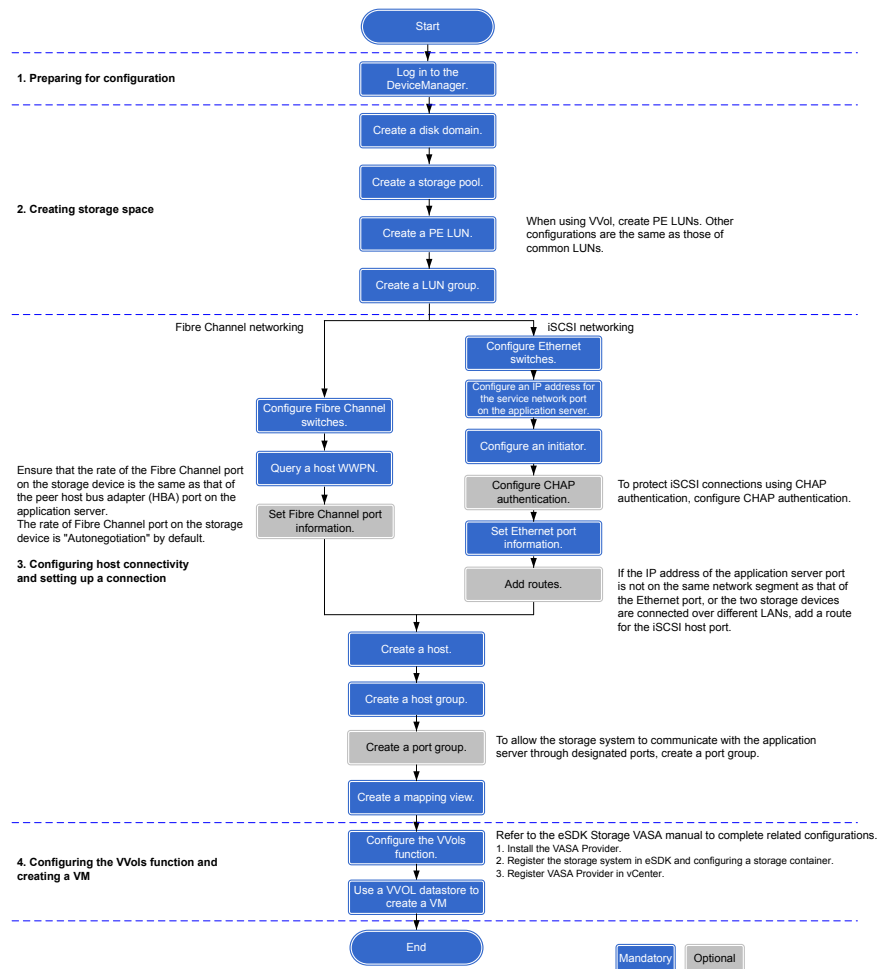 Start
1. Preparing for configuration
Log in to the
DeviceManager.
Create a disk domain.
Create a storage pool.
2. Creating storage space
Create a PE LUN.
When using VVol, create PE LUNs. Other
configurations are the same as those of
common LUNs.
Create a LUN group.
Fibre Channel networking
iSCSI networking
Configure Fibre Channel
switches.
Query a host WWPN.
Ensure that the rate of the Fibre Channel port
on the storage device is the same as that of
the peer host bus adapter (HBA) port on the
application server.
The rate of Fibre Channel port on the storage
device is "Autonegotiation" by default.
Set Fibre Channel port
information.
3. Configuring host connectivity
and setting up a connection
Configure Ethernet
switches.
Configure an IP address for
the service network port
on the application server.
Configure an initiator.
Configure CHAP
authentication.
To protect iSCSI connections using CHAP
authentication, configure CHAP authentication.
Set Ethernet port
information.
Add routes.
If the IP address of the application server port
is not on the same network segment as that of
the Ethernet port, or the two storage devices
are connected over different LANs, add a route
for the iSCSI host port.
Create a host.
Create a host group.
Create a port group.
To allow the storage system to communicate with the application
server through designated ports, create a port group.
Create a mapping view.
4. Configuring the VVols function and
creating a VM
Configure the VVols
function.
Refer to the eSDK Storage VASA manual to complete related configurations.
1. Install the VASA Provider.
2. Register the storage system in eSDK and configuring a storage container.
3. Register VASA Provider in vCenter.
Use a VVOL datastore to
create a VM
End
Mandatory
Optional